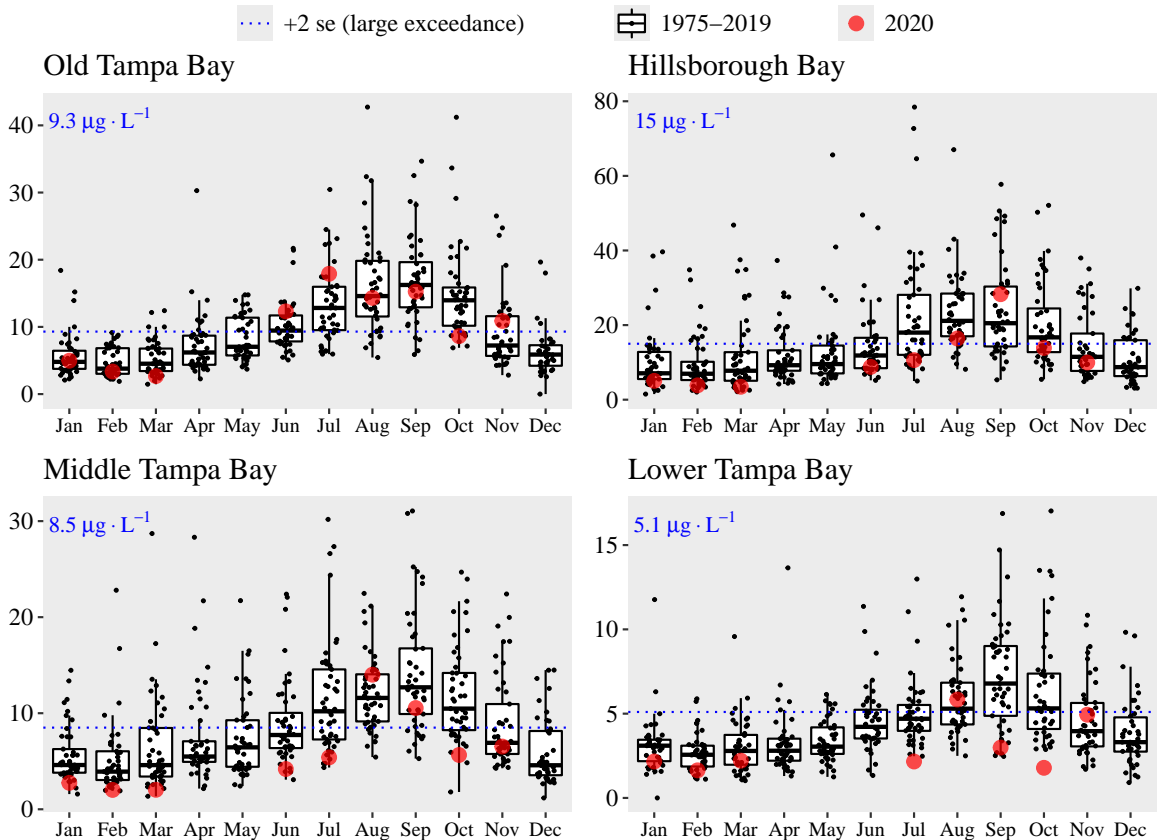 +2 se (large exceedance) 1975–2019 2020
Old Tampa Bay
9.3 μg · L⁻¹
40
30
20
10
0
Jan Feb Mar Apr May Jun Jul Aug Sep Oct Nov Dec
Hillsborough Bay
15 μg · L⁻¹
80
60
40
20
0
Jan Feb Mar Apr May Jun Jul Aug Sep Oct Nov Dec
Middle Tampa Bay
8.5 μg · L⁻¹
30
20
10
0
Jan Feb Mar Apr May Jun Jul Aug Sep Oct Nov Dec
Lower Tampa Bay
5.1 μg · L⁻¹
15
10
5
0
Jan Feb Mar Apr May Jun Jul Aug Sep Oct Nov Dec